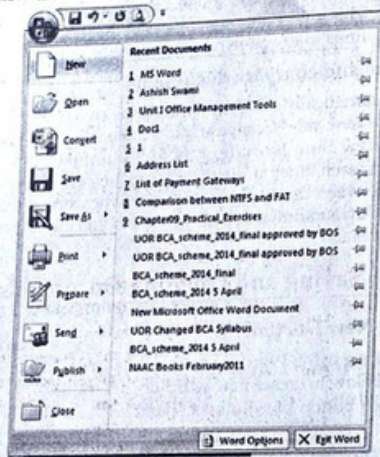 Recent Documents
New
1 MS Word
2 Ashish Swami
Open
3 Unit I Office Management Tools
4 Doc1
Convert
5 1
6 Address List
Save
7 List of Payment Gateways
8 Comparison between NTFS and FAT
Save As
9 Chapter09_Practical_Exercises
UOR BCA_scheme_2014_final approved by BOS
Print
UOR BCA_scheme_2014_final approved by BOS
BCA_scheme_2014_final
Prepare
BCA_scheme_2014 5 April
New Microsoft Office Word Document
Send
UOR Changed BCA Syllabus
BCA_scheme_2014 5 April
Publish
NAAC Books February2011
Close
Word Options
Exit Word